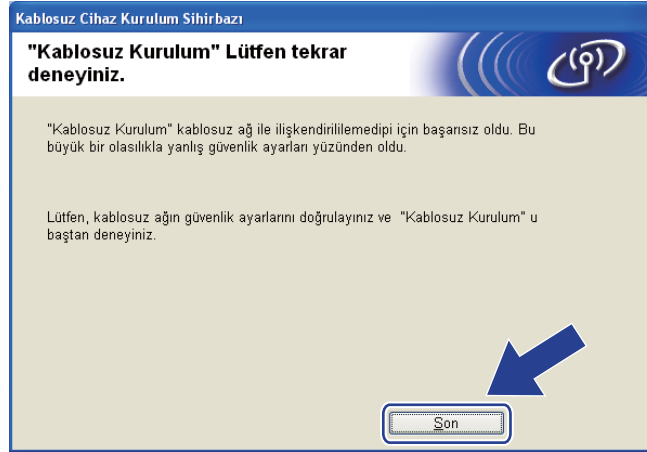 Kablosuz Cihaz Kurulum Sihirbazı
"Kablosuz Kurulum" Lütfen tekrar
deneyiniz.
"Kablosuz Kurulum" kablosuz ağ ile ilişkendirililemedipi için başarısız oldu. Bu
büyük bir olasılıkla yanlış güvenlik ayarları yüzünden oldu.
Lütfen, kablosuz ağın güvenlik ayarlarını doğrulayınız ve "Kablosuz Kurulum" u
baştan deneyiniz.
Son